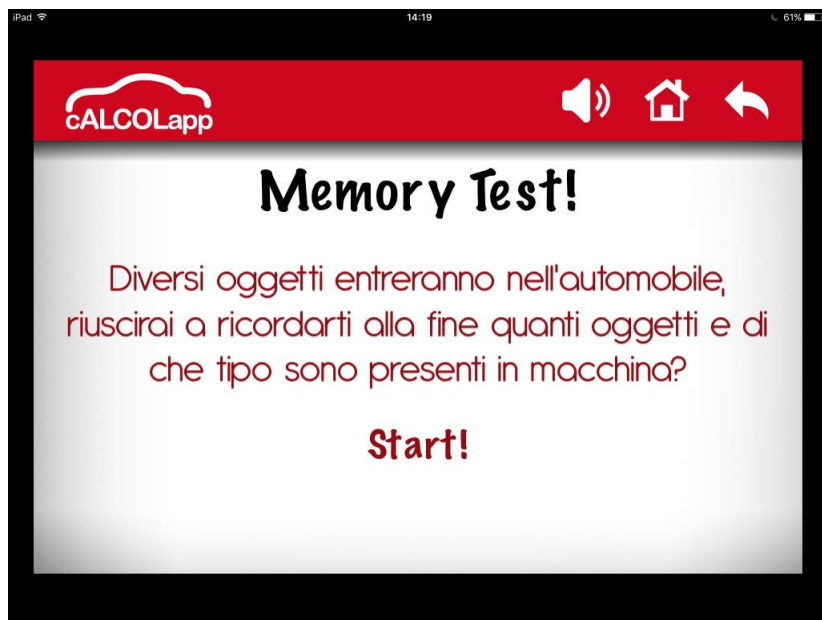 iPad 14:19 61%
cALCOLapp
Memory Test!
Diversi oggetti entreranno nell'automobile,
riuscirai a ricordarti alla fine quanti oggetti e di
che tipo sono presenti in macchina?
Start!